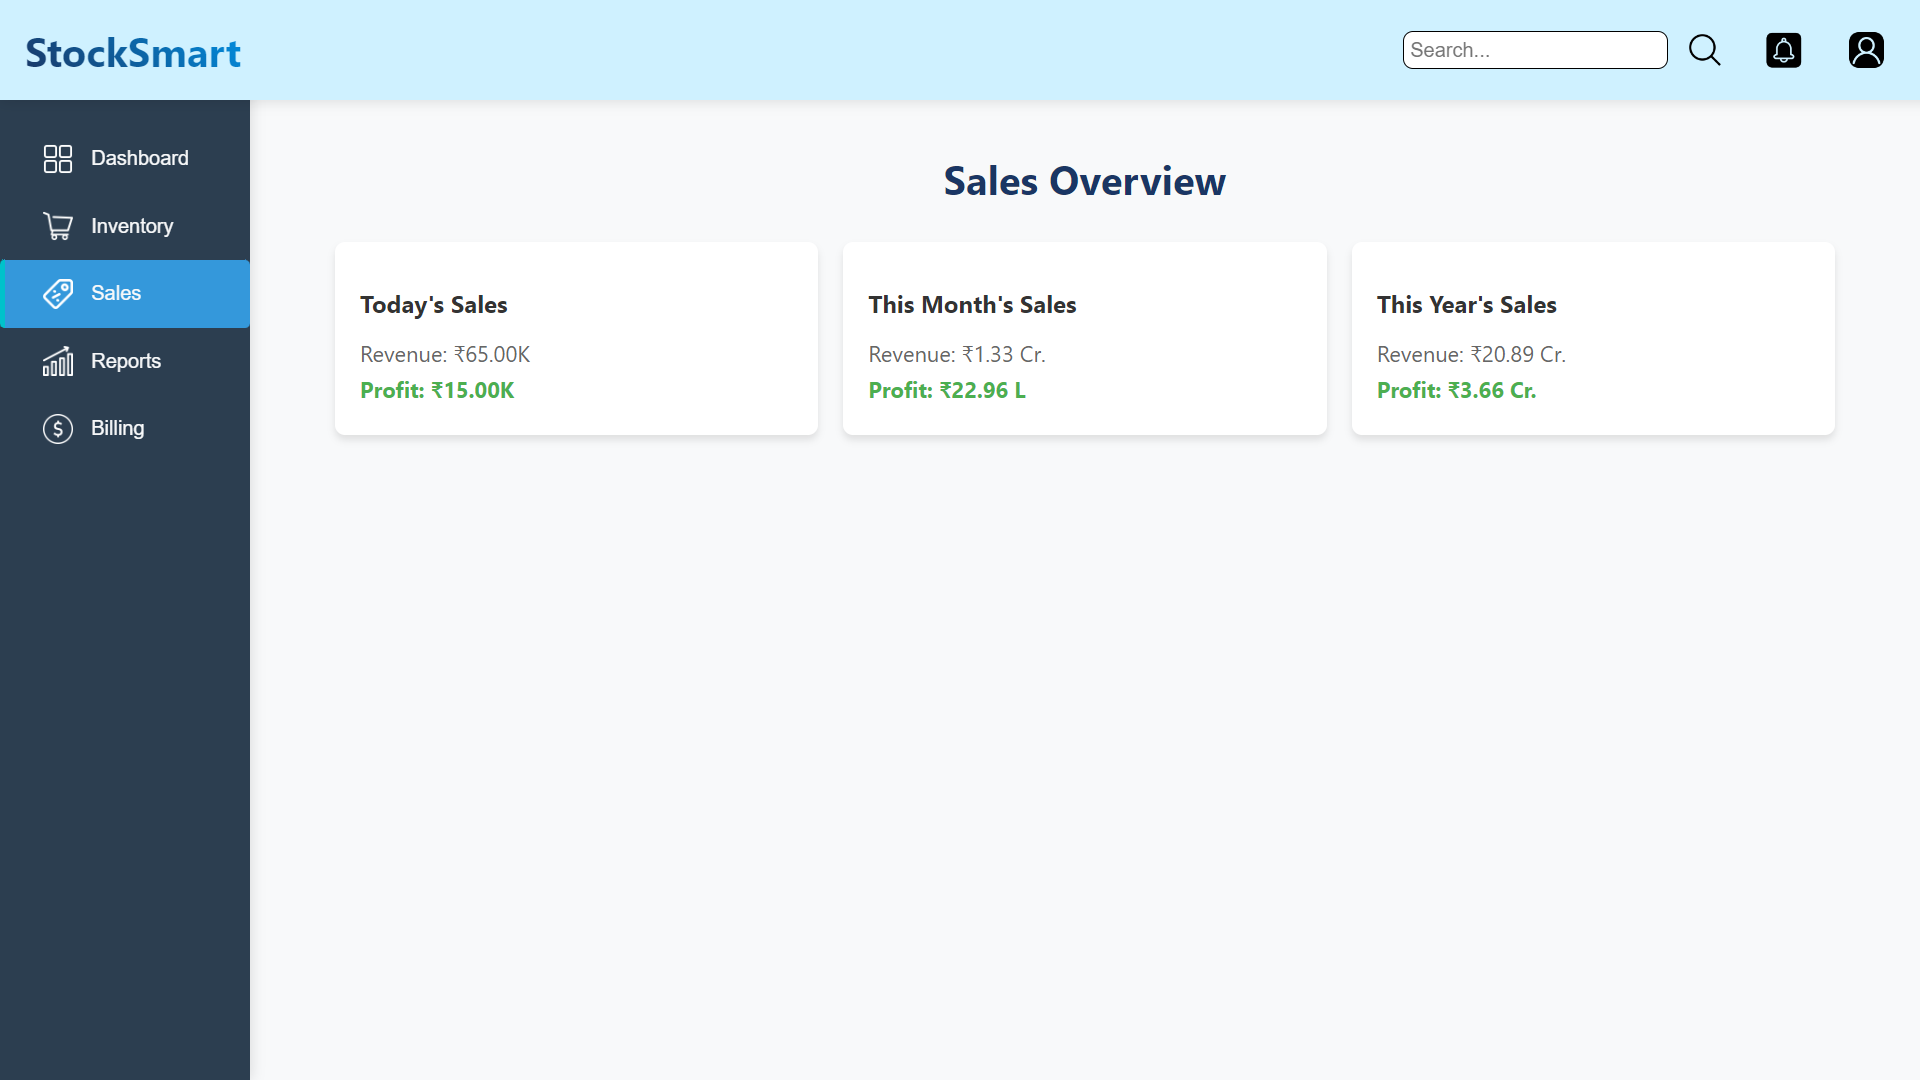 StockSmart
Search...
Dashboard
Inventory
Sales
Reports
Billing
Sales Overview
Today's Sales
Revenue: ₹65.00K
Profit: ₹15.00K
This Month's Sales
Revenue: ₹1.33 Cr.
Profit: ₹22.96 L
This Year's Sales
Revenue: ₹20.89 Cr.
Profit: ₹3.66 Cr.